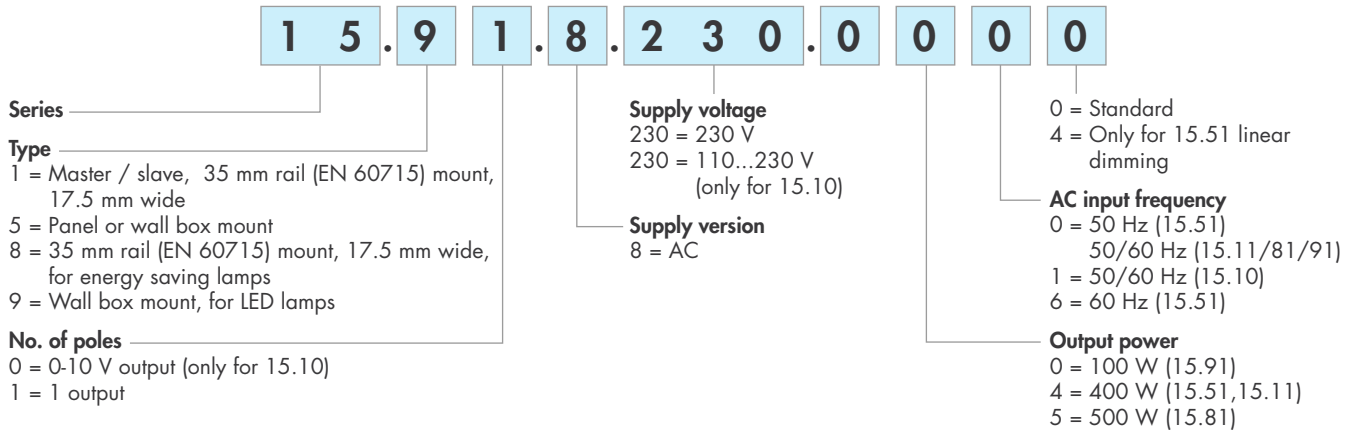 1 5.9 1.8.2 3 0.0 0 0 0
Series
Type
1 = Master / slave, 35 mm rail (EN 60715) mount,
17.5 mm wide
5 = Panel or wall box mount
8 = 35 mm rail (EN 60715) mount, 17.5 mm wide,
for energy saving lamps
9 = Wall box mount, for LED lamps
No. of poles
0 = 0-10 V output (only for 15.10)
1 = 1 output
Supply voltage
230 = 230 V
230 = 110...230 V
(only for 15.10)
Supply version
8 = AC
0 = Standard
4 = Only for 15.51 linear
dimming
AC input frequency
0 = 50 Hz (15.51)
50/60 Hz (15.11/81/91)
1 = 50/60 Hz (15.10)
6 = 60 Hz (15.51)
Output power
0 = 100 W (15.91)
4 = 400 W (15.51,15.11)
5 = 500 W (15.81)